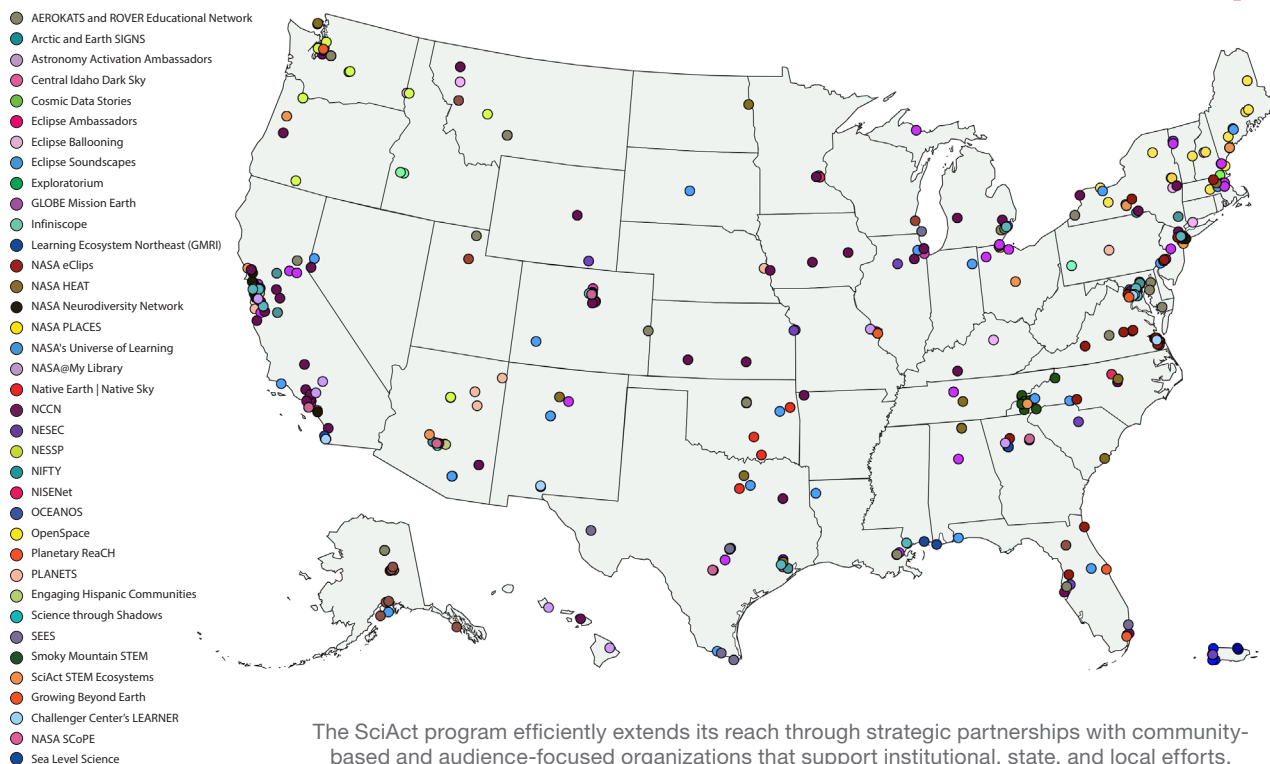 AEROKATS and ROVER Educational Network
Arctic and Earth SIGNS
Astronomy Activation Ambassadors
Central Idaho Dark Sky
Cosmic Data Stories
Eclipse Ambassadors
Eclipse Ballooning
Eclipse Soundscapes
Exploratorium
GLOBE Mission Earth
Infiniscope
Learning Ecosystem Northeast (GMRI)
NASA eClips
NASA HEAT
NASA Neurodiversity Network
NASA PLACES
NASA's Universe of Learning
NASA@My Library
Native Earth | Native Sky
NCCN
NESEC
NESSP
NIFTY
NISENet
OCEANOS
OpenSpace
Planetary ReaCH
PLANETS
Engaging Hispanic Communities
Science through Shadows
SEES
Smoky Mountain STEM
SciAct STEM Ecosystems
Growing Beyond Earth
Challenger Center's LEARNER
NASA SCoPE
Sea Level Science
The SciAct program efficiently extends its reach through strategic partnerships with community-
based and audience-focused organizations that support institutional, state, and local efforts.